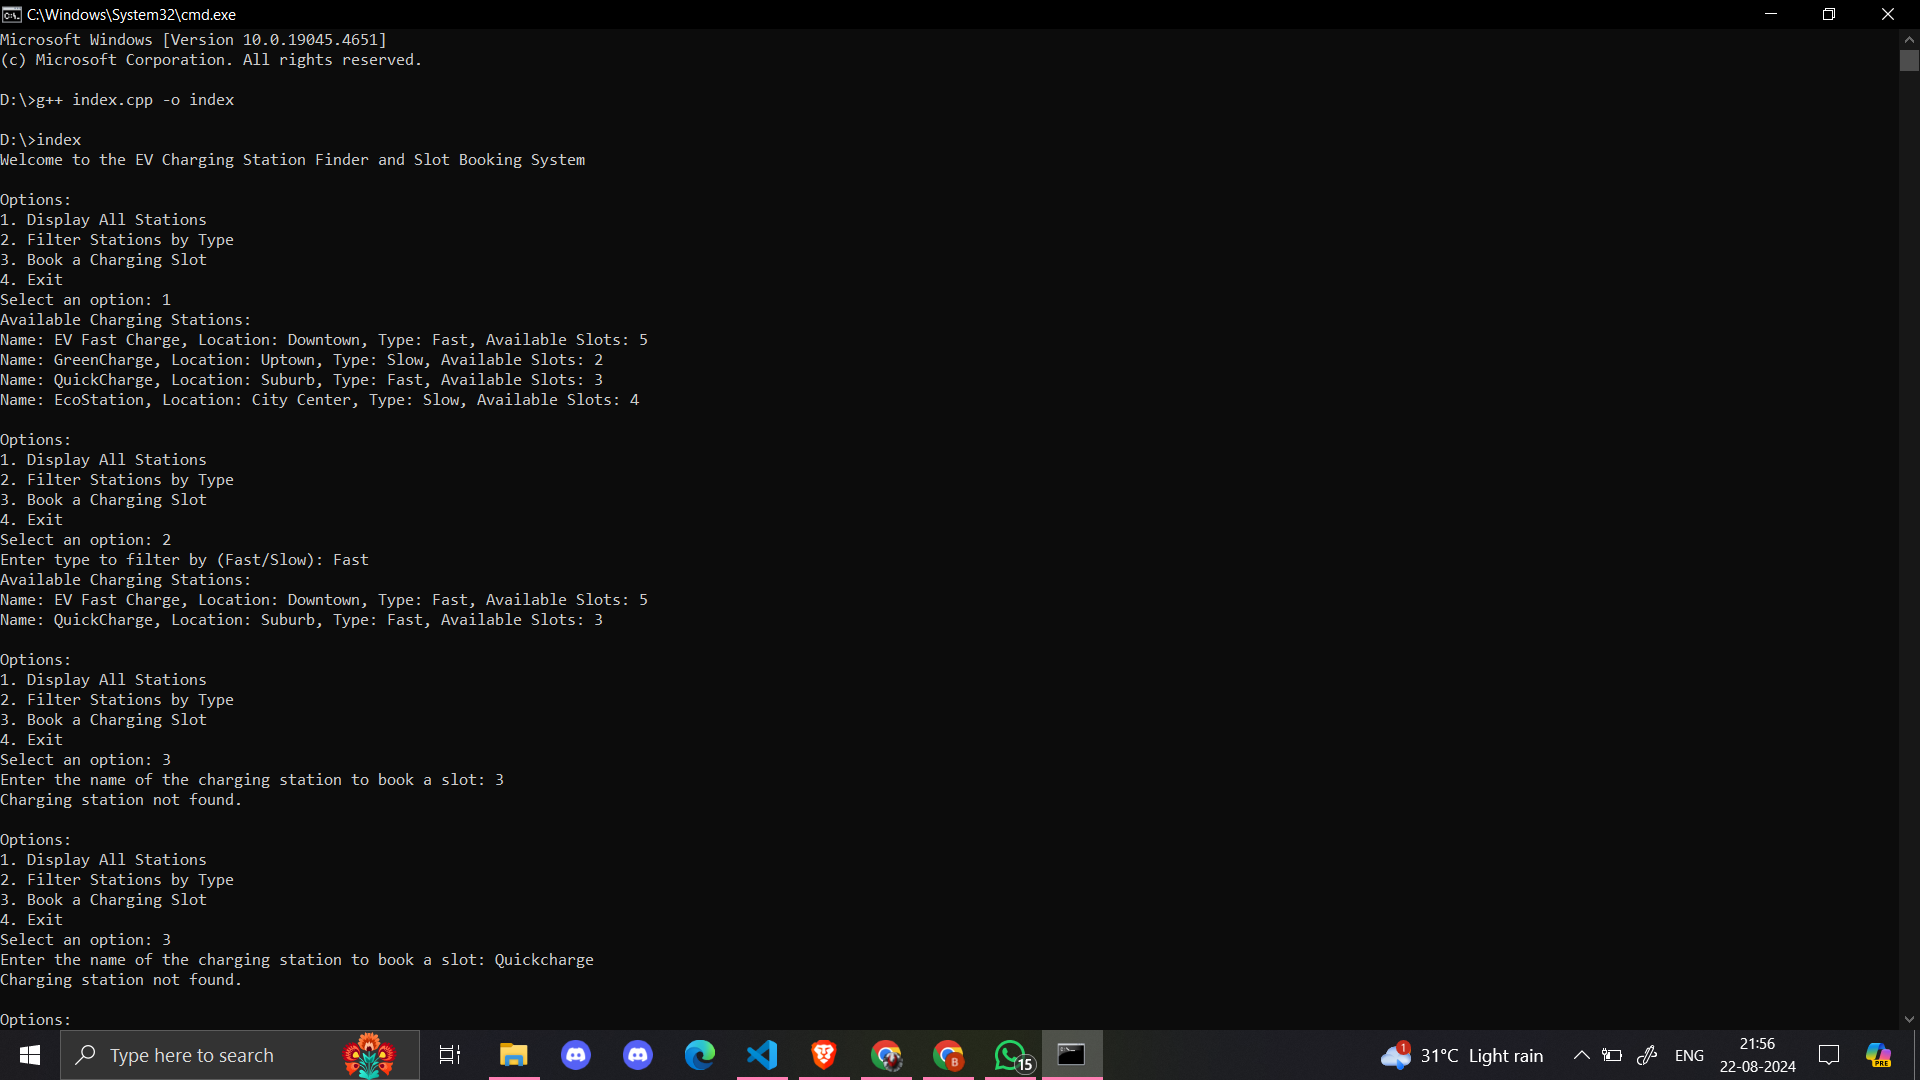 C:\Windows\System32\cmd.exe
Microsoft Windows [Version 10.0.19045.4651]
(c) Microsoft Corporation. All rights reserved.
D:\>g++ index.cpp -o index
D:\>index
Welcome to the EV Charging Station Finder and Slot Booking System
Options:
1. Display All Stations
2. Filter Stations by Type
3. Book a Charging Slot
4. Exit
Select an option: 1
Available Charging Stations:
Name: EV Fast Charge, Location: Downtown, Type: Fast, Available Slots: 5
Name: GreenCharge, Location: Uptown, Type: Slow, Available Slots: 2
Name: QuickCharge, Location: Suburb, Type: Fast, Available Slots: 3
Name: EcoStation, Location: City Center, Type: Slow, Available Slots: 4
Options:
1. Display All Stations
2. Filter Stations by Type
3. Book a Charging Slot
4. Exit
Select an option: 2
Enter type to filter by (Fast/Slow): Fast
Available Charging Stations:
Name: EV Fast Charge, Location: Downtown, Type: Fast, Available Slots: 5
Name: QuickCharge, Location: Suburb, Type: Fast, Available Slots: 3
Options:
1. Display All Stations
2. Filter Stations by Type
3. Book a Charging Slot
4. Exit
Select an option: 3
Enter the name of the charging station to book a slot: 3
Charging station not found.
Options:
1. Display All Stations
2. Filter Stations by Type
3. Book a Charging Slot
4. Exit
Select an option: 3
Enter the name of the charging station to book a slot: Quickcharge
Charging station not found.
Options:
Type here to search
B
15
1
31°C Light rain
ENG
21:56
22-08-2024
PRE